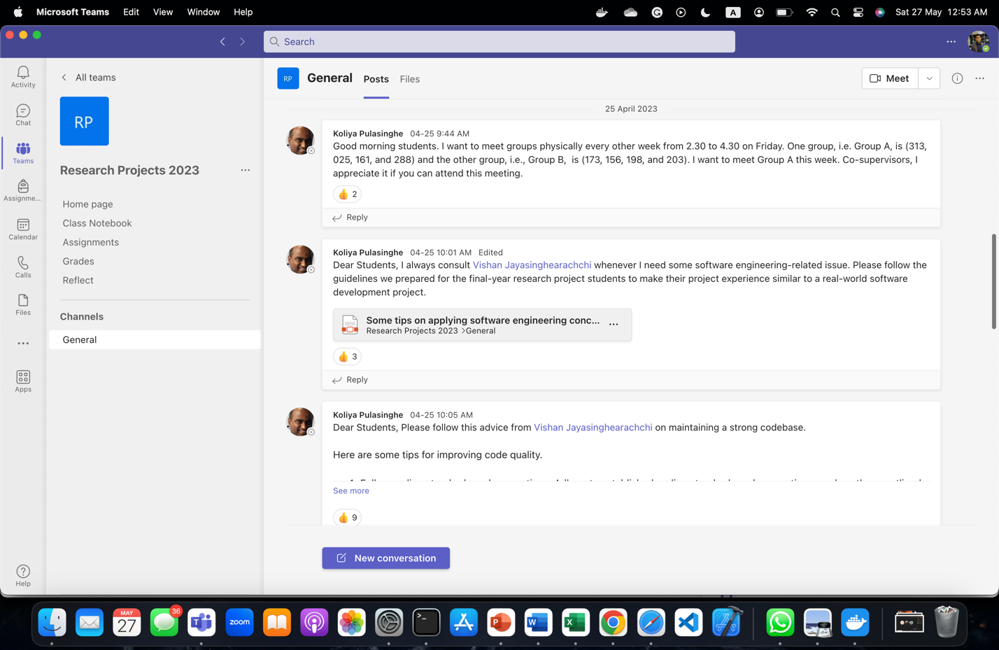 Microsoft Teams Edit View Window Help
A
Sat 27 May 12:53 AM
Search
Activity
Chat
Teams
Assignme...
Calendar
Calls
Files
Apps
Help
All teams
RP
Research Projects 2023
Home page
Class Notebook
Assignments
Grades
Reflect
Channels
General
RP
General
Posts
Files
Meet
25 April 2023
Koliya Pulasinghe 04-25 9:44 AM
Good morning students. I want to meet groups physically every other week from 2.30 to 4.30 on Friday. One group, i.e. Group A, is (313,
025, 161, and 288) and the other group, i.e., Group B, is (173, 156, 198, and 203). I want to meet Group A this week. Co-supervisors, I
appreciate it if you can attend this meeting.
2
Reply
Koliya Pulasinghe 04-25 10:01 AM Edited
Dear Students, I always consult Vishan Jayasinghearachchi whenever I need some software engineering-related issue. Please follow the
guidelines we prepared for the final-year research project students to make their project experience similar to a real-world software
development project.
Some tips on applying software engineering conc...
Research Projects 2023 >General
3
Reply
Koliya Pulasinghe 04-25 10:05 AM
Dear Students, Please follow this advice from Vishan Jayasinghearachchi on maintaining a strong codebase.
Here are some tips for improving code quality.
See more
9
New conversation
MAY
27
36
T
zoom
>_
P
W
X